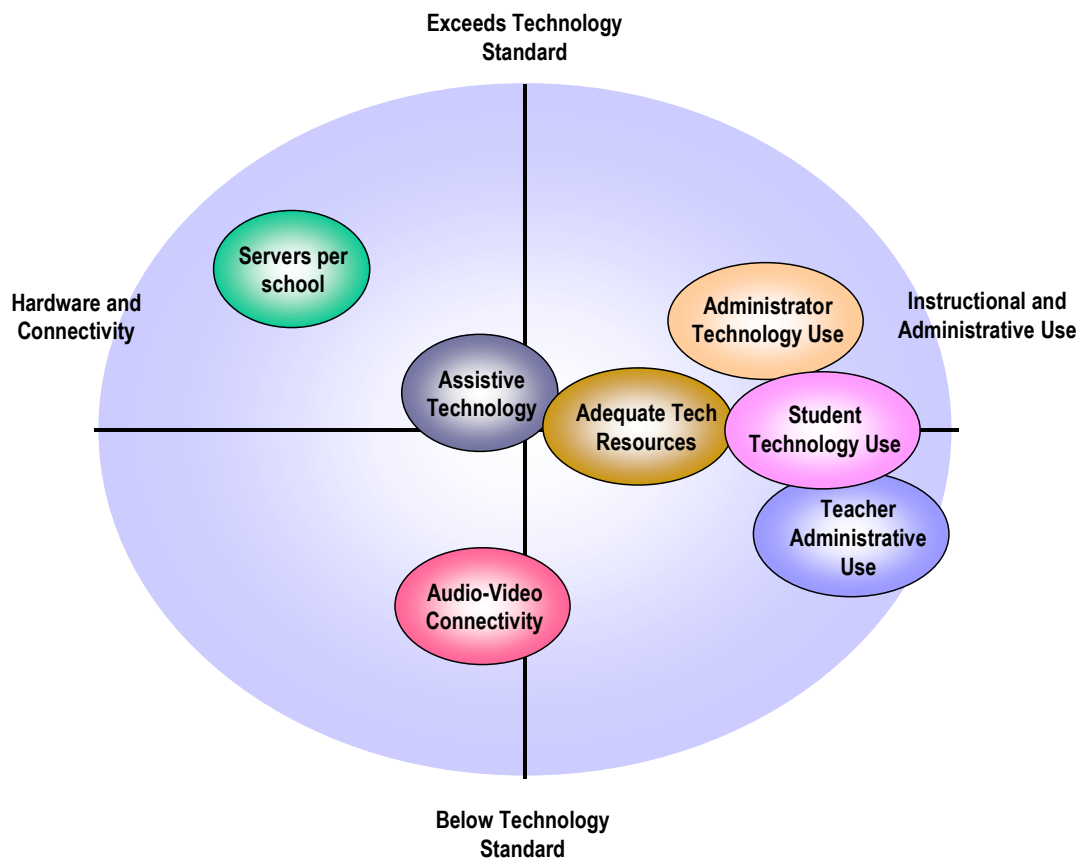 Exceeds Technology
Standard
Servers per
school
Hardware and
Connectivity
Administrator
Technology Use
Instructional and
Administrative Use
Assistive
Technology
Adequate Tech
Resources
Student
Technology Use
Teacher
Administrative
Use
Audio-Video
Connectivity
Below Technology
Standard